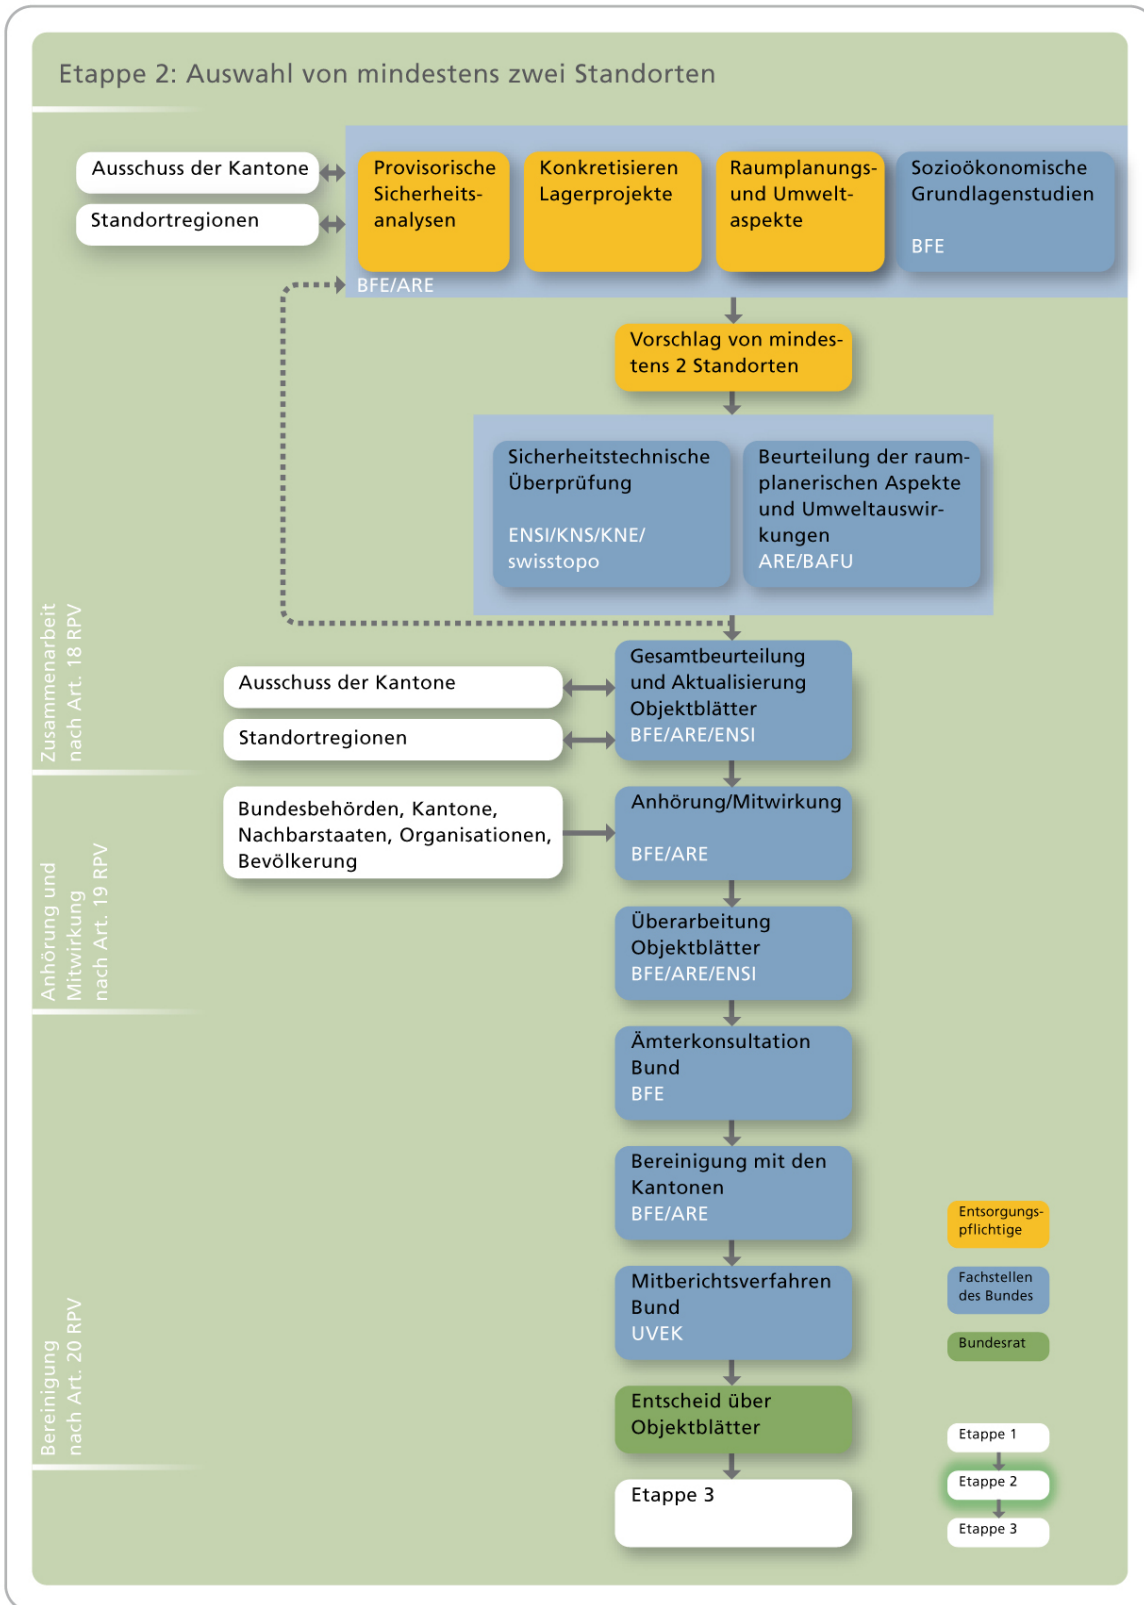 Etappe 2: Auswahl von mindestens zwei Standorten
Ausschuss der Kantone
Standortregionen
Provisorische
Sicherheits-
analysen
Konkretisieren
Lagerprojekte
Raumplanungs-
und Umwelt-
aspekte
Sozioökonomische
Grundlagenstudien
BFE
BFE/ARE
Vorschlag von mindes-
tens 2 Standorten
Sicherheitstechnische
Überprüfung
ENSI/KNS/KNE/
swisstopo
Beurteilung der raum-
planerischen Aspekte
und Umweltauswir-
kungen
ARE/BAFU
Zusammenarbeit
nach Art. 18 RPV
Ausschuss der Kantone
Standortregionen
Gesamtbeurteilung
und Aktualisierung
Objektblätter
BFE/ARE/ENSI
Anhörung und
Mitwirkung
nach Art. 19 RPV
Bundesbehörden, Kantone,
Nachbarstaaten, Organisationen,
Bevölkerung
Anhörung/Mitwirkung
BFE/ARE
Überarbeitung
Objektblätter
BFE/ARE/ENSI
Bereinigung
nach Art. 20 RPV
Ämterkonsultation
Bund
BFE
Bereinigung mit den
Kantonen
BFE/ARE
Mitberichtsverfahren
Bund
UVEK
Entscheid über
Objektblätter
Etappe 3
Entsorgungs-
pflichtige
Fachstellen
des Bundes
Bundesrat
Etappe 1
Etappe 2
Etappe 3